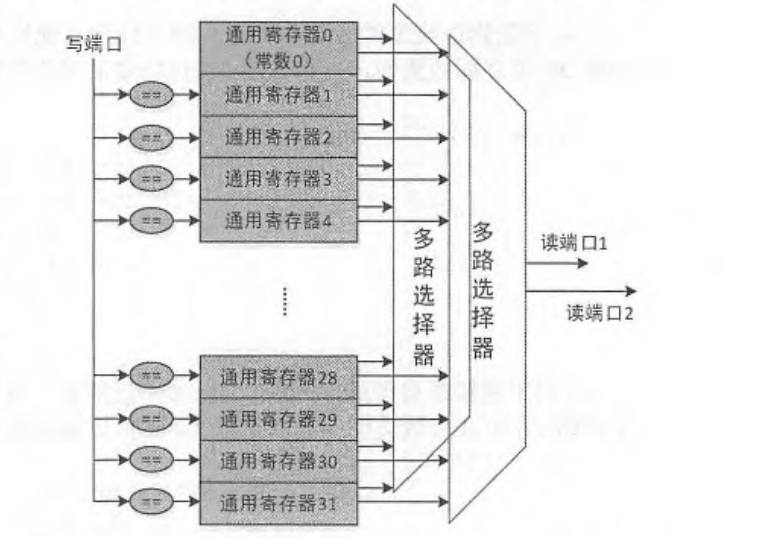 写端口
通用寄存器0
（常数0）
== 通用寄存器1
== 通用寄存器2
== 通用寄存器3
== 通用寄存器4
多路选择器
多路选择器
读端口1
读端口2
......
== 通用寄存器28
== 通用寄存器29
== 通用寄存器30
== 通用寄存器31